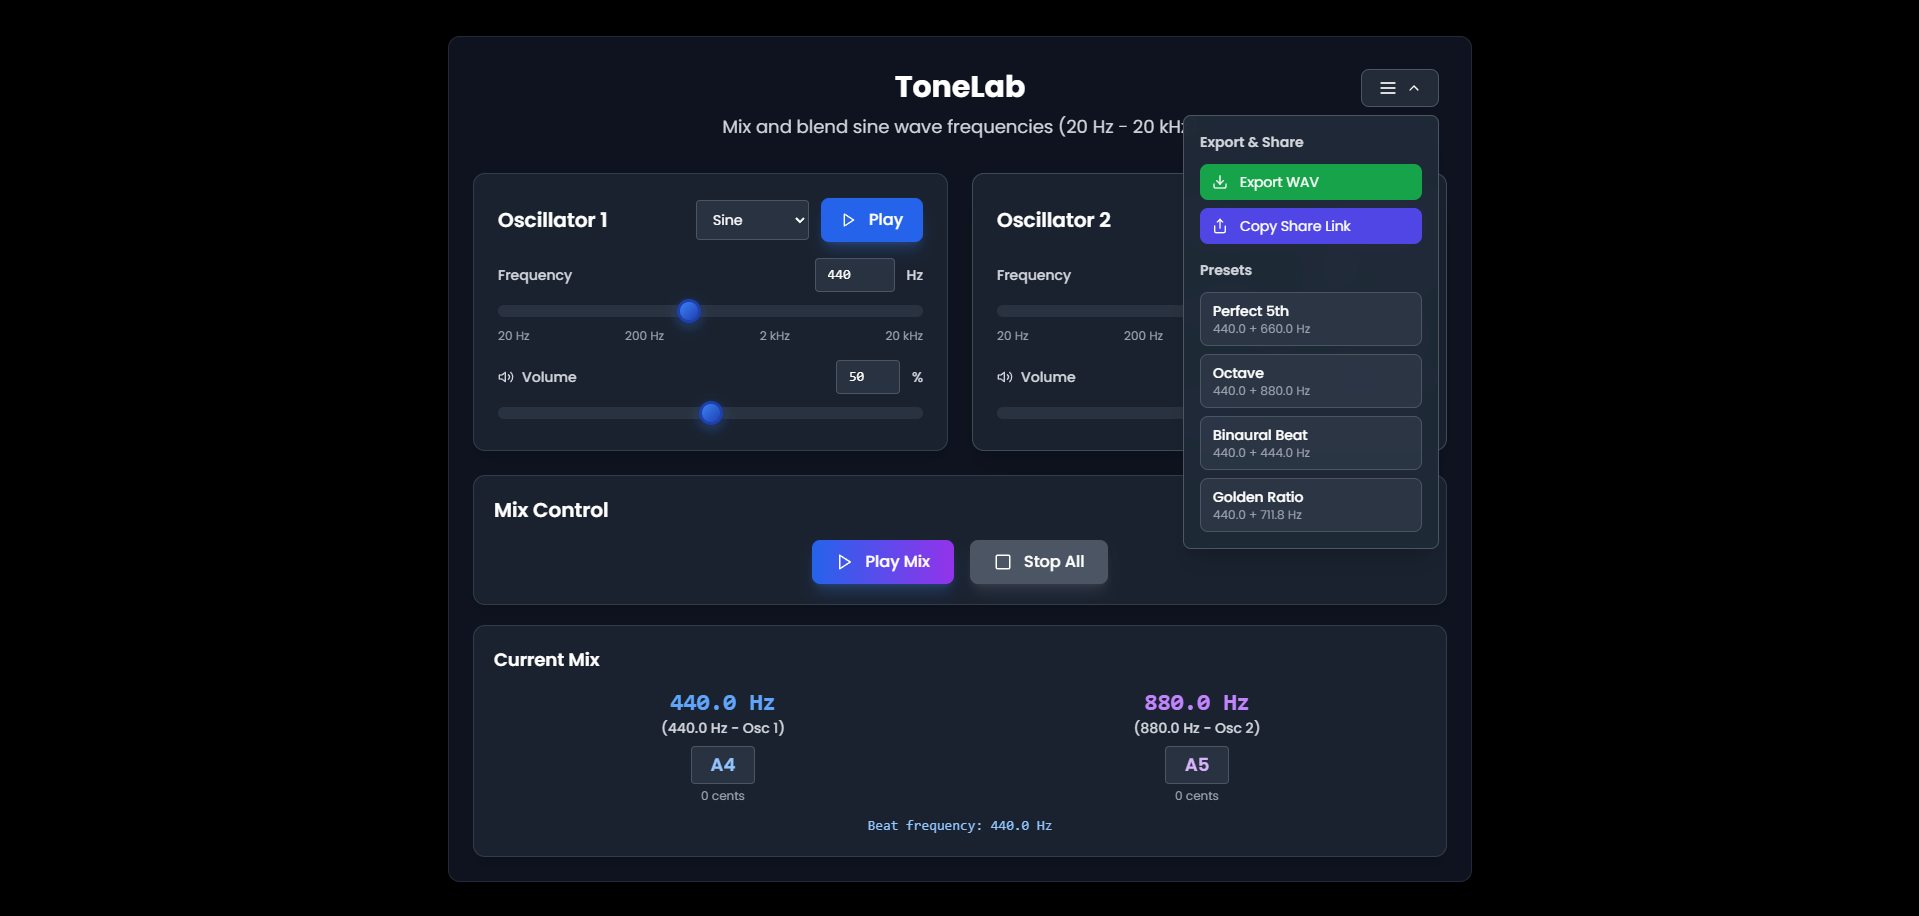 ToneLab
Mix and blend sine wave frequencies (20 Hz - 20 kHz
Export & Share
Export WAV
Copy Share Link
Presets
Perfect 5th
440.0 + 660.0 Hz
Octave
440.0 + 880.0 Hz
Binaural Beat
440.0 + 444.0 Hz
Golden Ratio
440.0 + 711.8 Hz
Oscillator 1
Sine
Play
Frequency
440 Hz
20 Hz 200 Hz 2 kHz 20 kHz
Volume
50 %
Oscillator 2
Frequency
20 Hz 200 Hz
Volume
Mix Control
Play Mix
Stop All
Current Mix
440.0 Hz
(440.0 Hz - Osc 1)
A4
0 cents
880.0 Hz
(880.0 Hz - Osc 2)
A5
0 cents
Beat frequency: 440.0 Hz